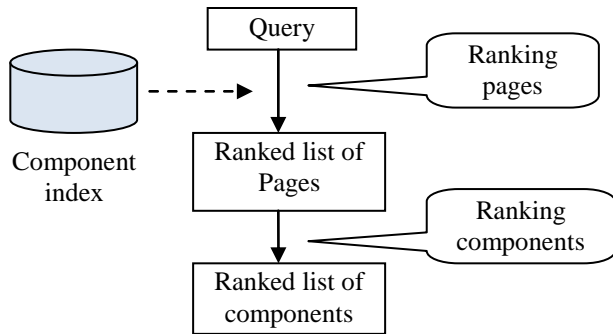 Query
Ranking
pages
Component
index
Ranked list of
Pages
Ranking
components
Ranked list of
components